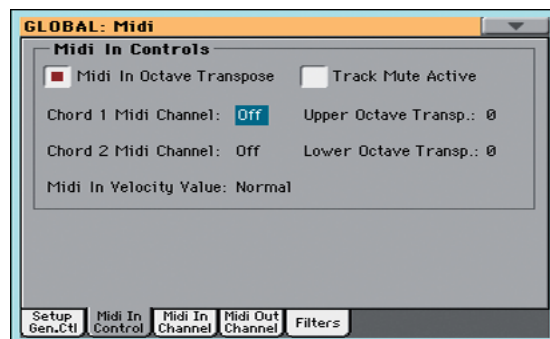 GLOBAL: Midi
Midi In Controls
Midi In Octave Transpose
Track Mute Active
Chord 1 Midi Channel: Off
Upper Octave Transp.: 0
Chord 2 Midi Channel: Off
Lower Octave Transp.: 0
Midi In Velocity Value: Normal
Setup Gen.Ctl
Midi In Control
Midi In Channel
Midi Out Channel
Filters